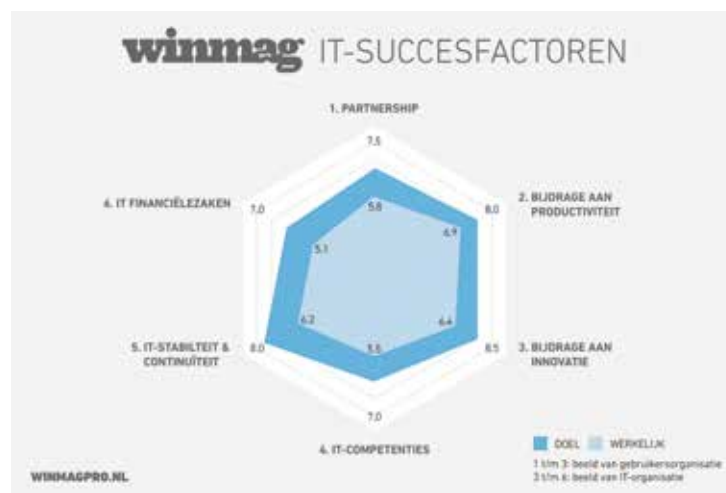 winmag IT-SUCCESFACTOREN
1. PARTNERSHIP
7.5
5.8
2. BIJDRAGE AAN
PRODUCTIVITEIT
8.0
6.9
3. BIJDRAGE AAN
INNOVATIE
8.5
6.4
4. IT-COMPETENTIES
7.0
5. IT-STABILTEIT &
CONTINUÏTEIT
8.0
6.2
6. IT FINANCIËLEZAKEN
7.0
5.1
DOEL WERKELIJK
1 t/m 3: beeld van gebruikersorganisatie
3 t/m 6: beeld van IT-organisatie
WINMAGPRO.NL